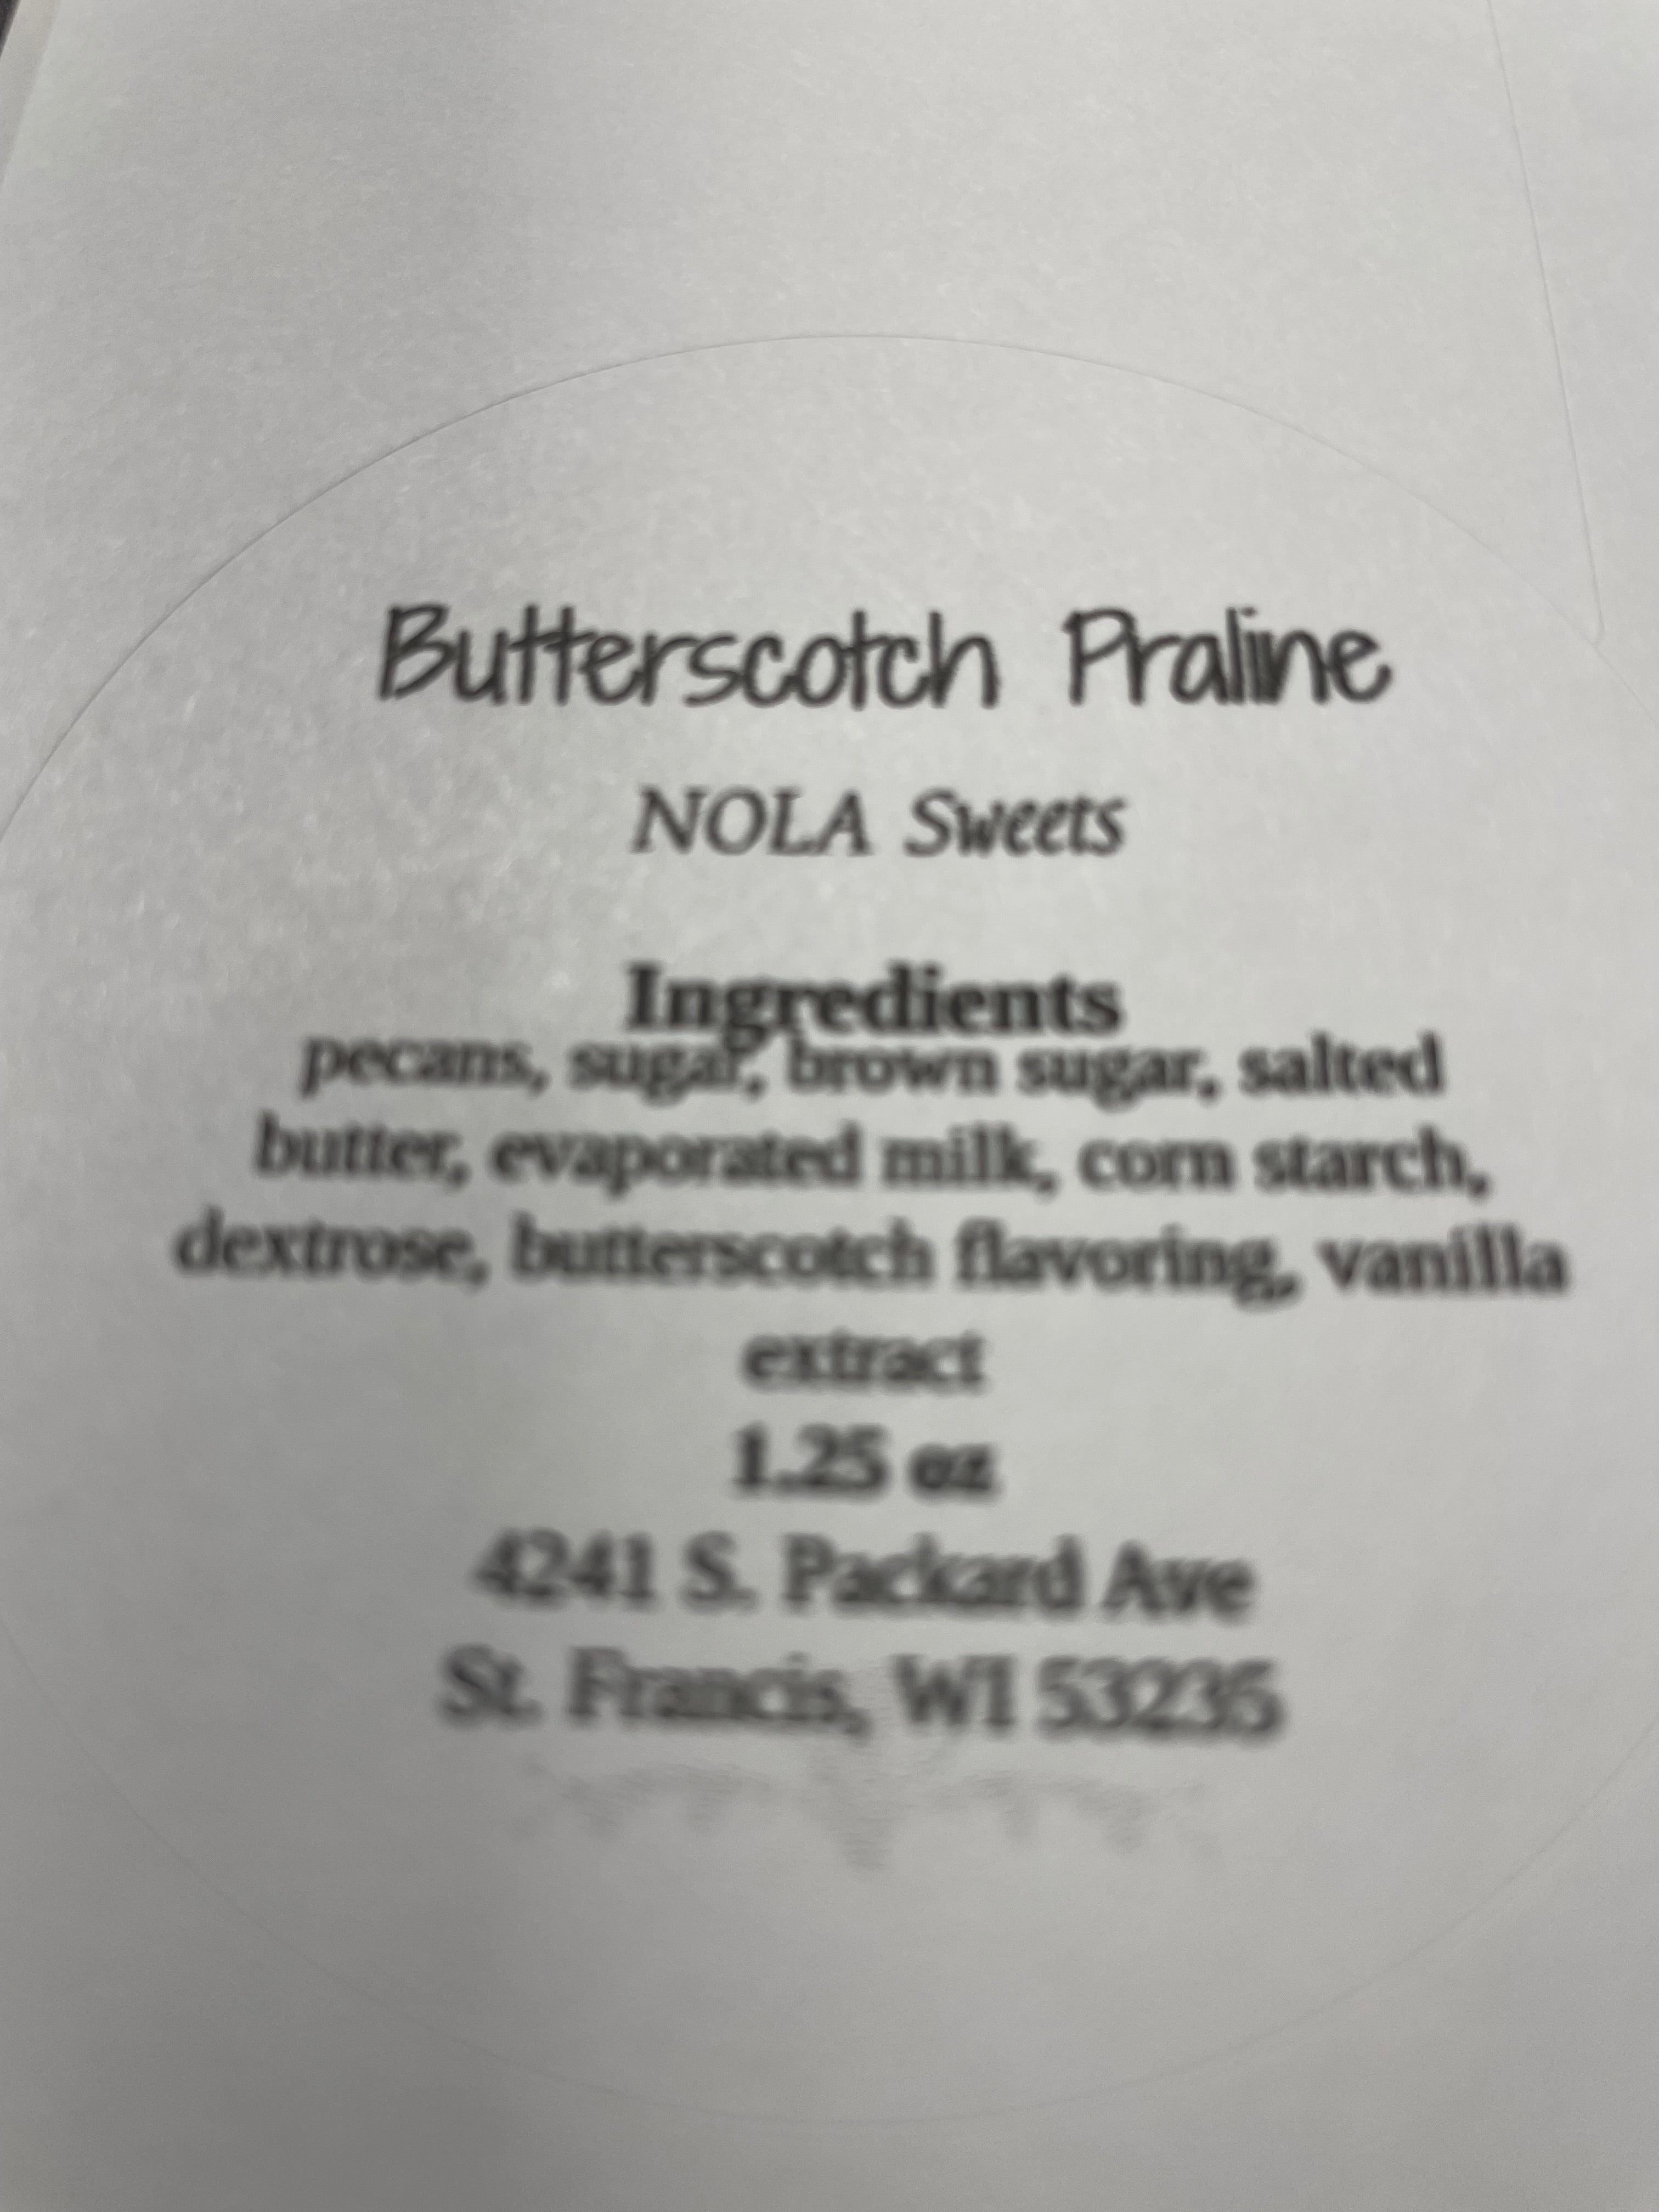 Butterscotch Praline
NOLA Sweets
Ingredients
pecans, sugar, brown sugar, salted
butter, evaporated milk, corn starch,
dextrose, butterscotch flavoring, vanilla
extract
1.25 oz
4241 S. Packard Ave
St. Francis, WI 53235